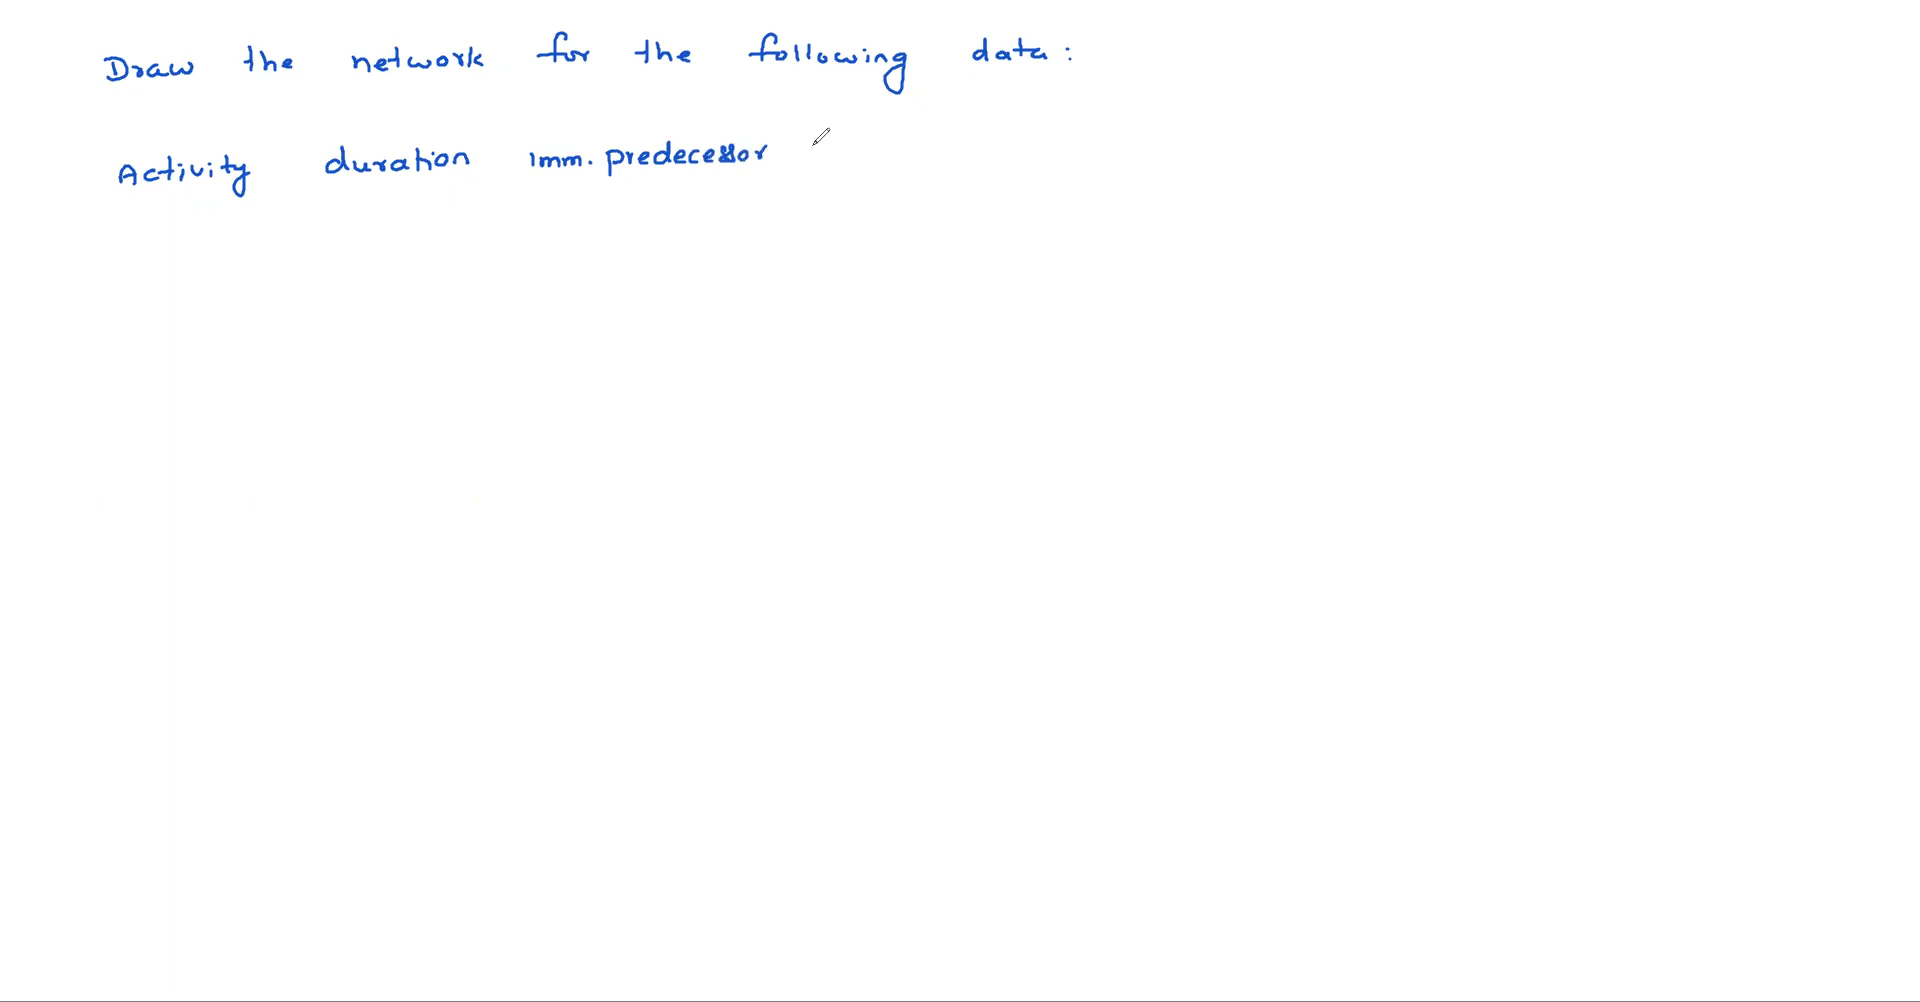 Draw the network for the following data:
Activity duration imm. predecessor